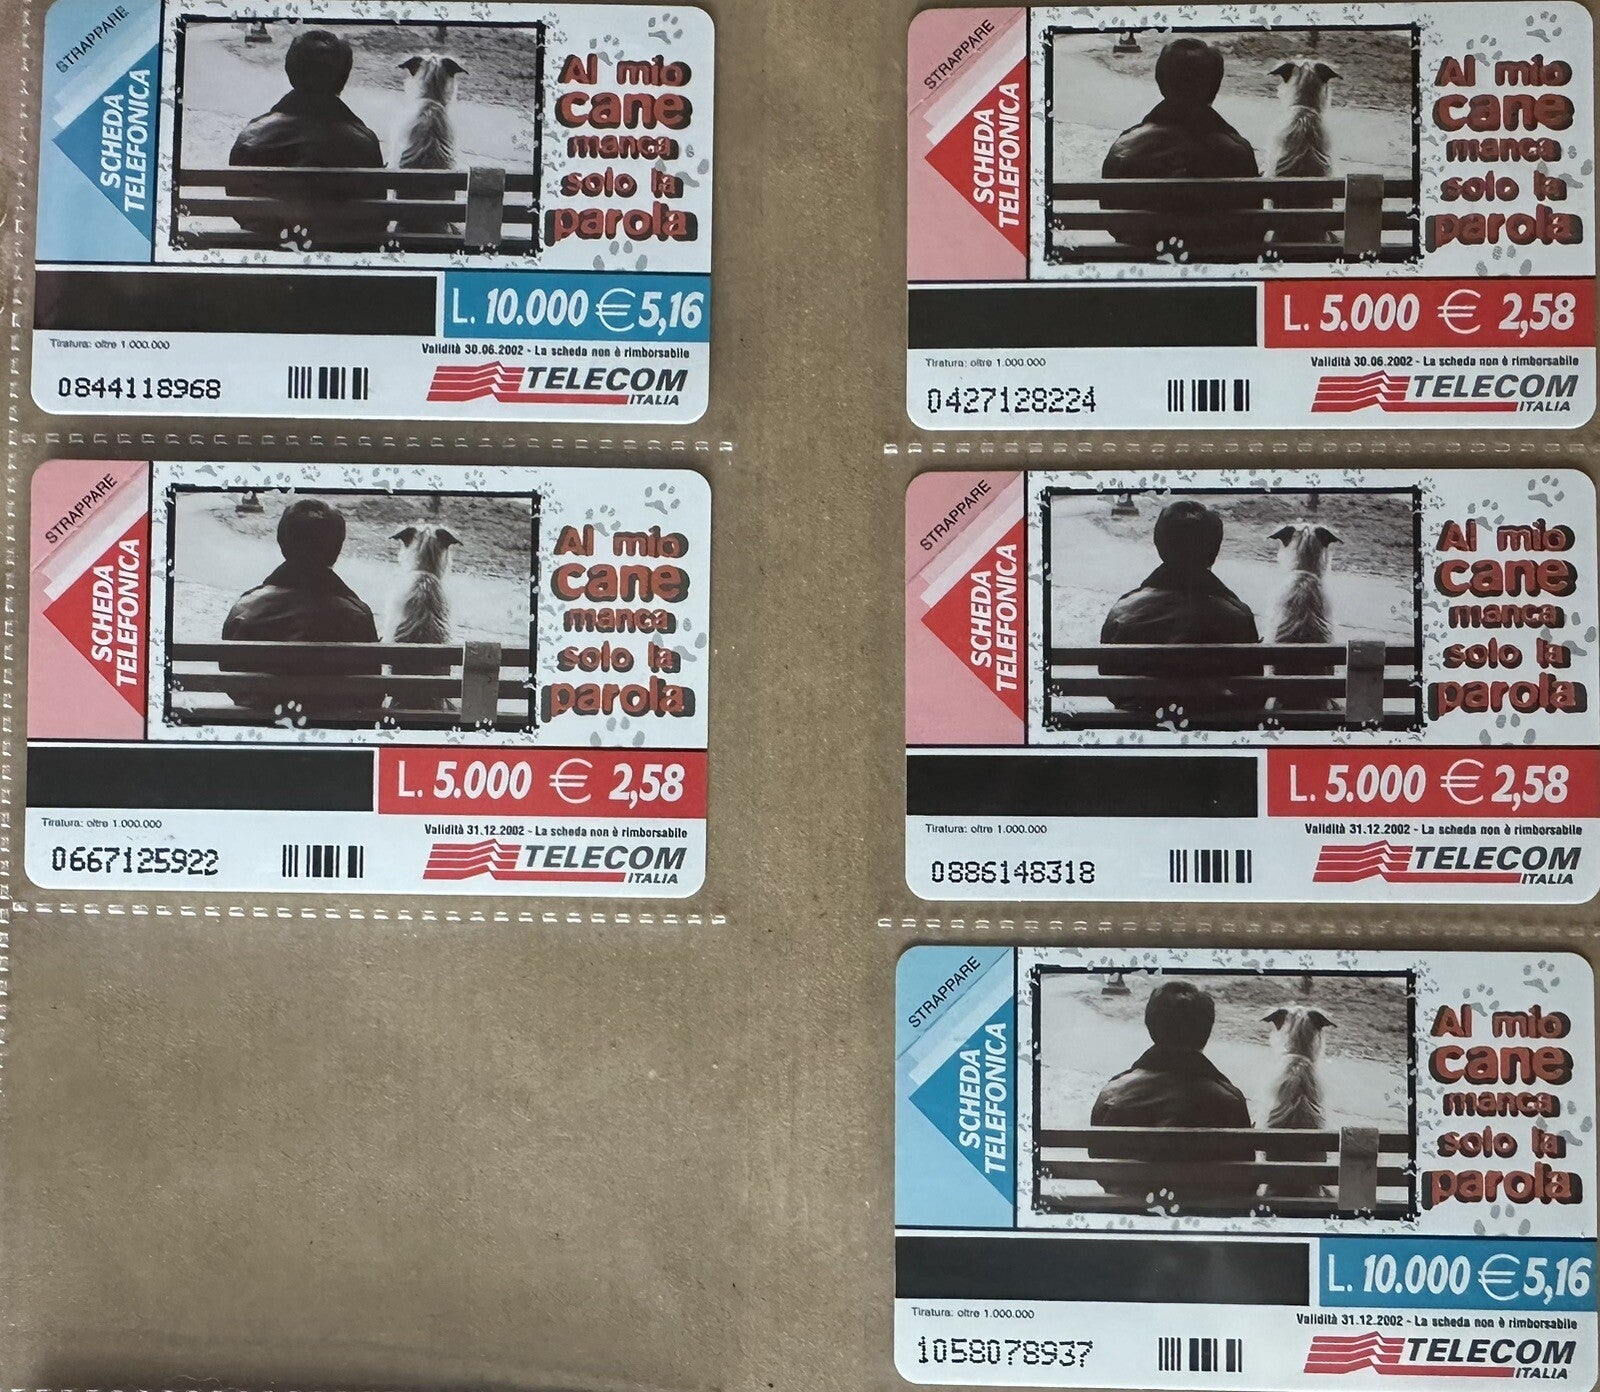 STRAPPARE
SCHEDA
TELEFONICA
Al mio
cane
manca
solo la
parola
L. 10.000 € 5,16
Tiratura: oltre 1.000.000
Validità 30.06.2002 - La scheda non è rimborsabile
0844118968
TELECOM
ITALIA
STRAPPARE
SCHEDA
TELEFONICA
Al mio
cane
manca
solo la
parola
L. 5.000 € 2,58
Tiratura: oltre 1.000.000
Validità 30.06.2002 - La scheda non è rimborsabile
0427128224
TELECOM
ITALIA
STRAPPARE
SCHEDA
TELEFONICA
Al mio
cane
manca
solo la
parola
L. 5.000 € 2,58
Tiratura: oltre 1.000.000
Validità 31.12.2002 - La scheda non è rimborsabile
0667125922
TELECOM
ITALIA
STRAPPARE
SCHEDA
TELEFONICA
Al mio
cane
manca
solo la
parola
L. 5.000 € 2,58
Tiratura: oltre 1.000.000
Validità 31.12.2002 - La scheda non è rimborsabile
0886148318
TELECOM
ITALIA
STRAPPARE
SCHEDA
TELEFONICA
Al mio
cane
manca
solo la
parola
L. 10.000 € 5,16
Tiratura: oltre 1.000.000
Validità 31.12.2002 - La scheda non è rimborsabile
1058078937
TELECOM
ITALIA